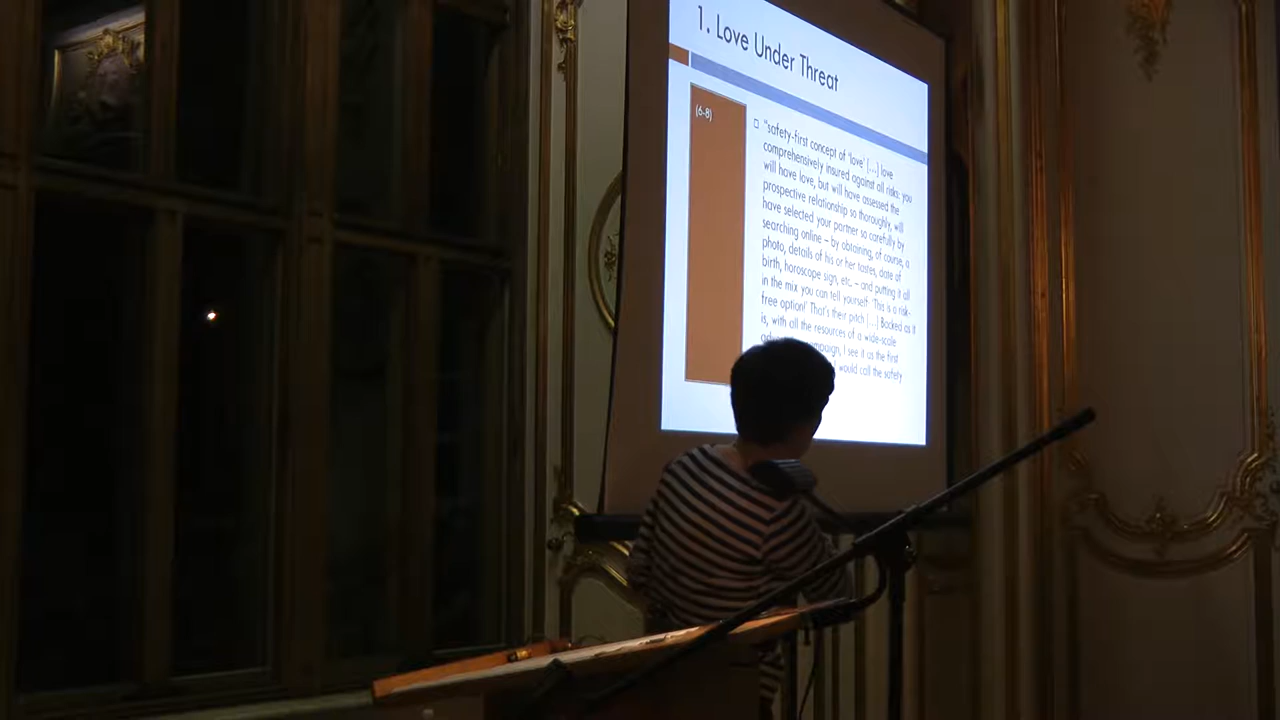 1. Love Under Threat
(6-8)
"safety-first concept of 'love' [...] love
comprehensively insured against all risks: you
will have love, but will have assessed the
prospective relationship so thoroughly, will
have selected your partner so carefully by
searching online – by obtaining, of course, a
photo, details of his or her tastes, date of
birth, horoscope sign, etc. – and putting it all
in the mix you can tell yourself: 'This is a risk-
free option!' That's their pitch [...] Backed as it
is, with all the resources of a wide-scale
I see it as the first
would call the safety